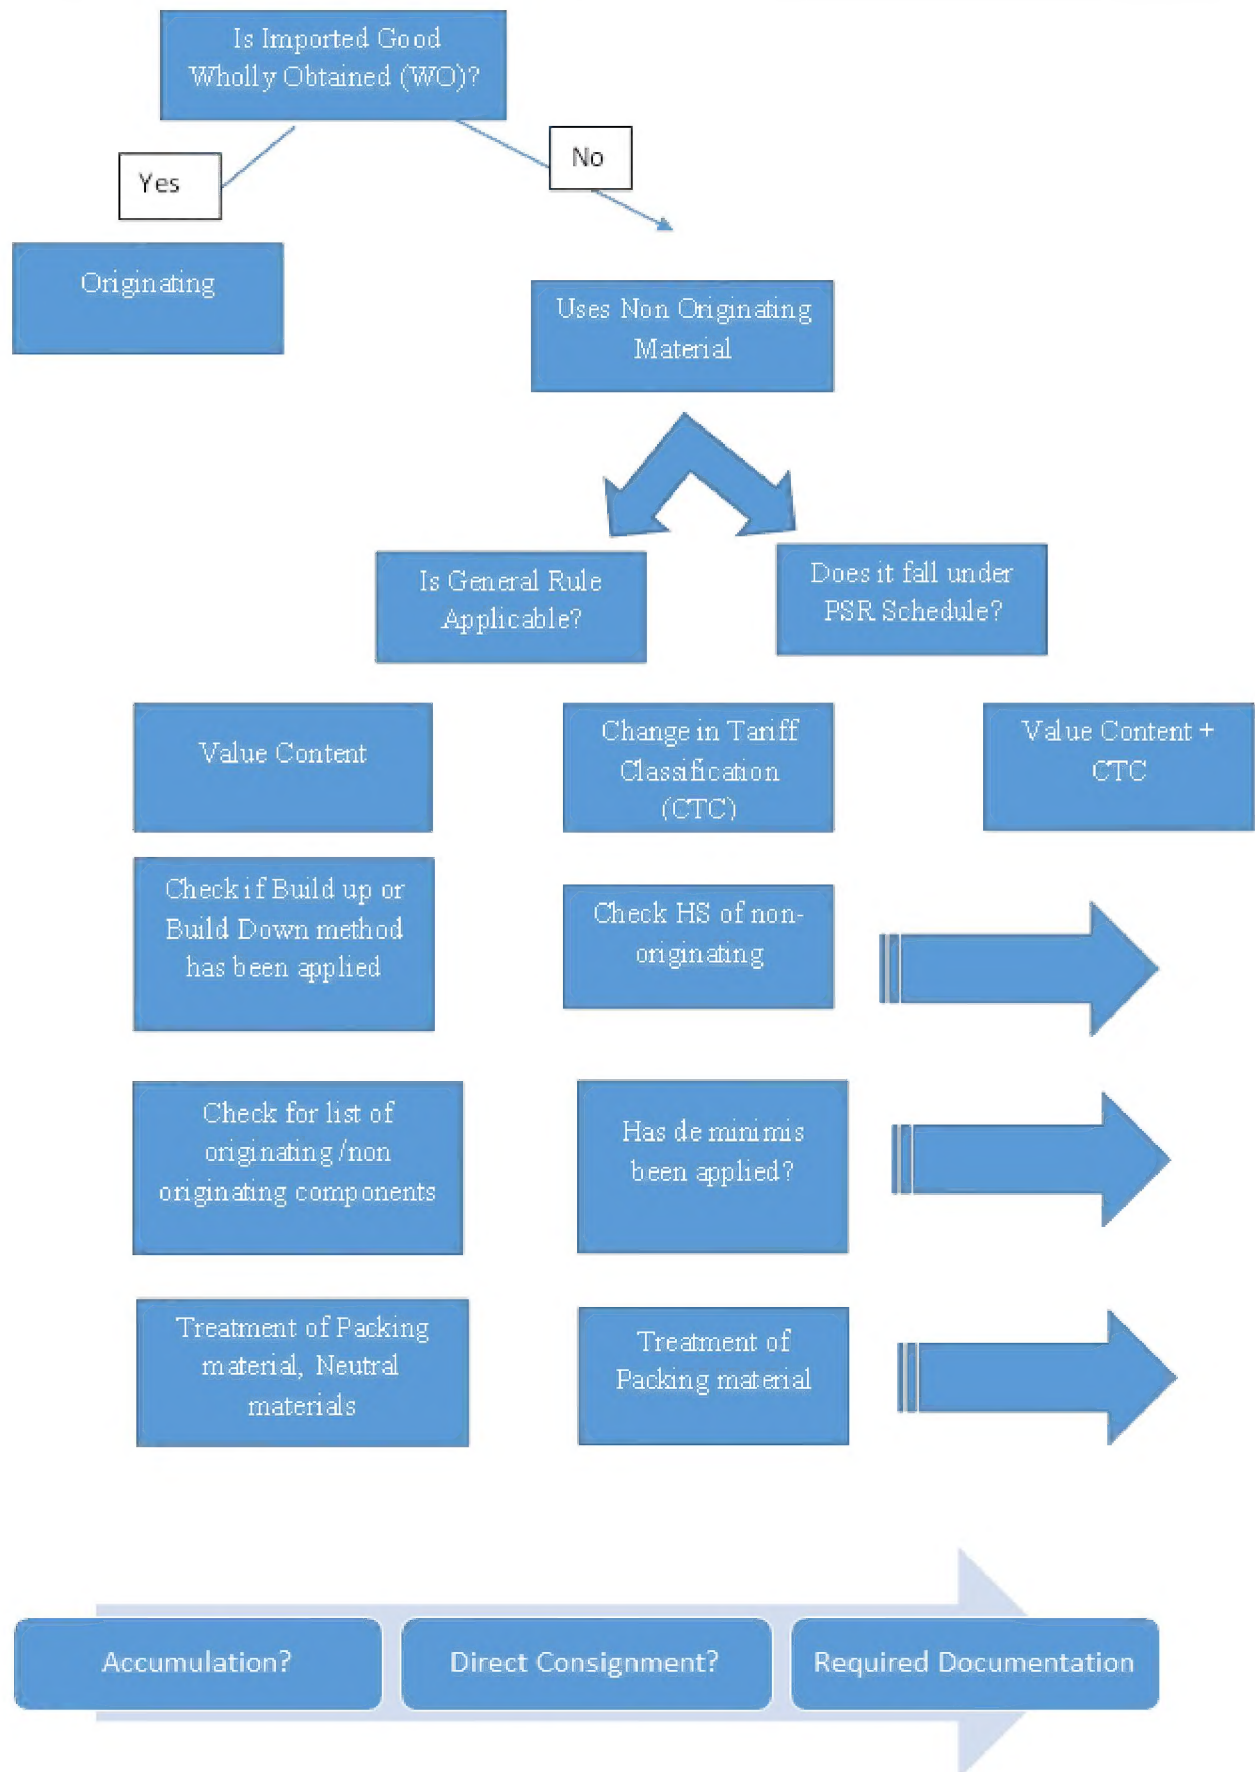 Is Imported Good
Wholly Obtained (WO)?
Yes
No
Originating
Uses Non Originating
Material
Is General Rule
Applicable?
Does it fall under
PSR Schedule?
Value Content
Change in Tariff
Classification
(CTC)
Value Content +
CTC
Check if Build up or
Build Down method
has been applied
Check HS of non-
originating
Check for list of
originating /non
originating components
Has de minimis
been applied?
Treatment of Packing
material, Neutral
materials
Treatment of
Packing material
Accumulation?
Direct Consignment?
Required Documentation